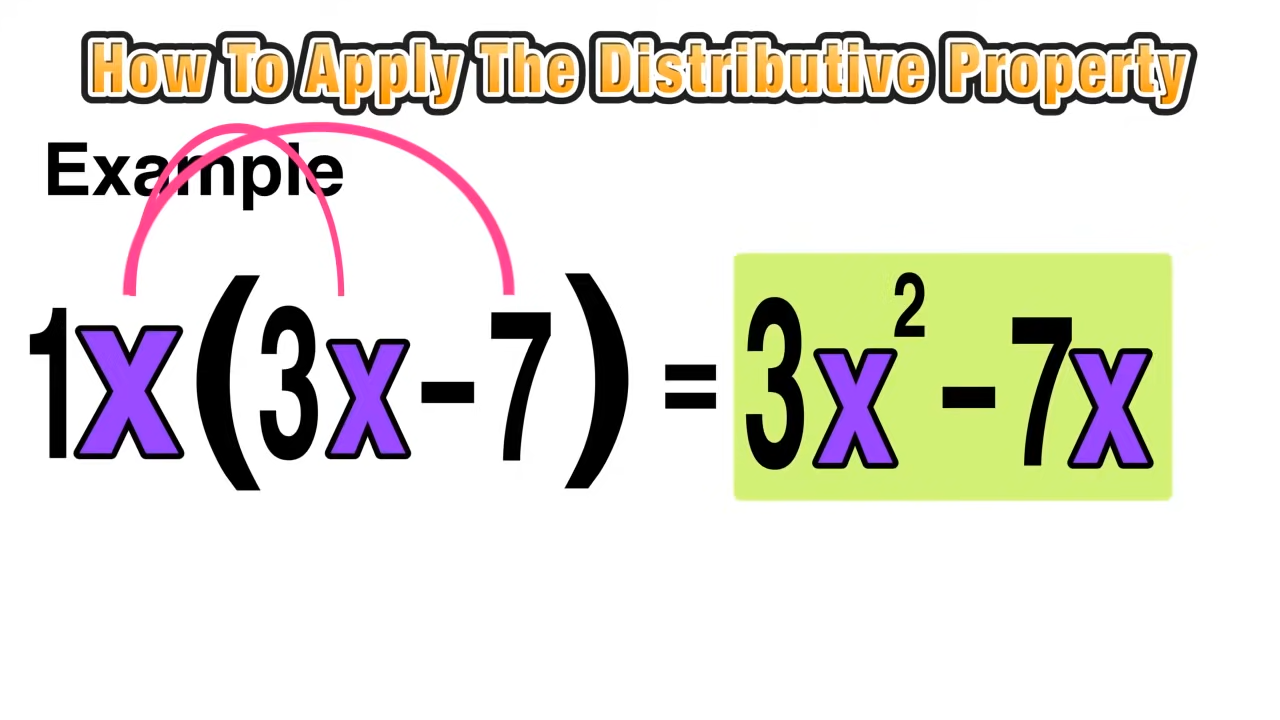 How To Apply The Distributive Property
Example
1x(3x-7) = 3x²-7x